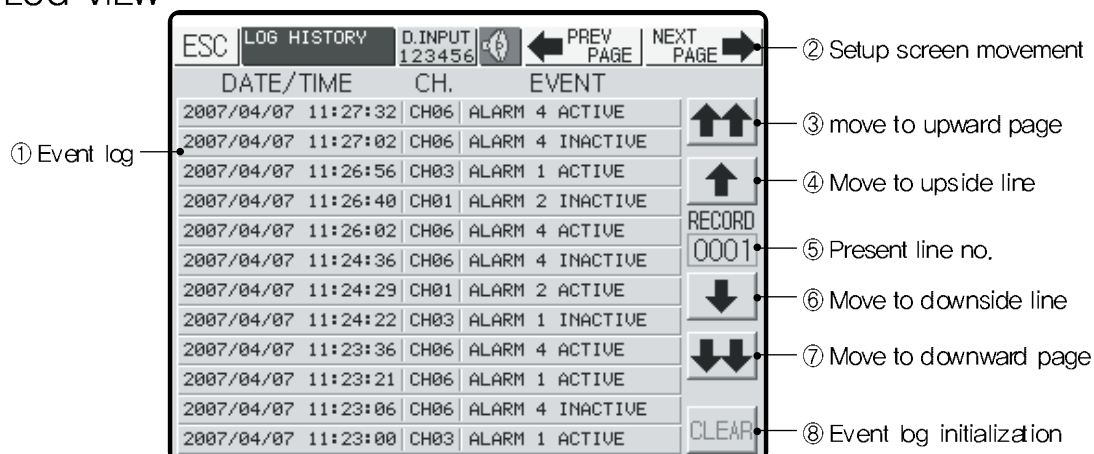 LOG VIEW
ESC LOG HISTORY D.INPUT 123456 PREV PAGE NEXT PAGE
② Setup screen movement
DATE/TIME CH. EVENT
2007/04/07 11:27:32 CH06 ALARM 4 ACTIVE
③ move to upward page
2007/04/07 11:27:02 CH06 ALARM 4 INACTIVE
① Event log
2007/04/07 11:26:56 CH03 ALARM 1 ACTIVE
④ Move to upside line
2007/04/07 11:26:40 CH01 ALARM 2 INACTIVE
2007/04/07 11:26:02 CH06 ALARM 4 ACTIVE
RECORD
0001
⑤ Present line no.
2007/04/07 11:24:36 CH06 ALARM 4 INACTIVE
2007/04/07 11:24:29 CH01 ALARM 2 ACTIVE
⑥ Move to downside line
2007/04/07 11:24:22 CH03 ALARM 1 INACTIVE
2007/04/07 11:23:36 CH06 ALARM 4 ACTIVE
⑦ Move to downward page
2007/04/07 11:23:21 CH06 ALARM 1 ACTIVE
2007/04/07 11:23:06 CH06 ALARM 4 INACTIVE
2007/04/07 11:23:00 CH03 ALARM 1 ACTIVE
CLEAR
⑧ Event log initialization